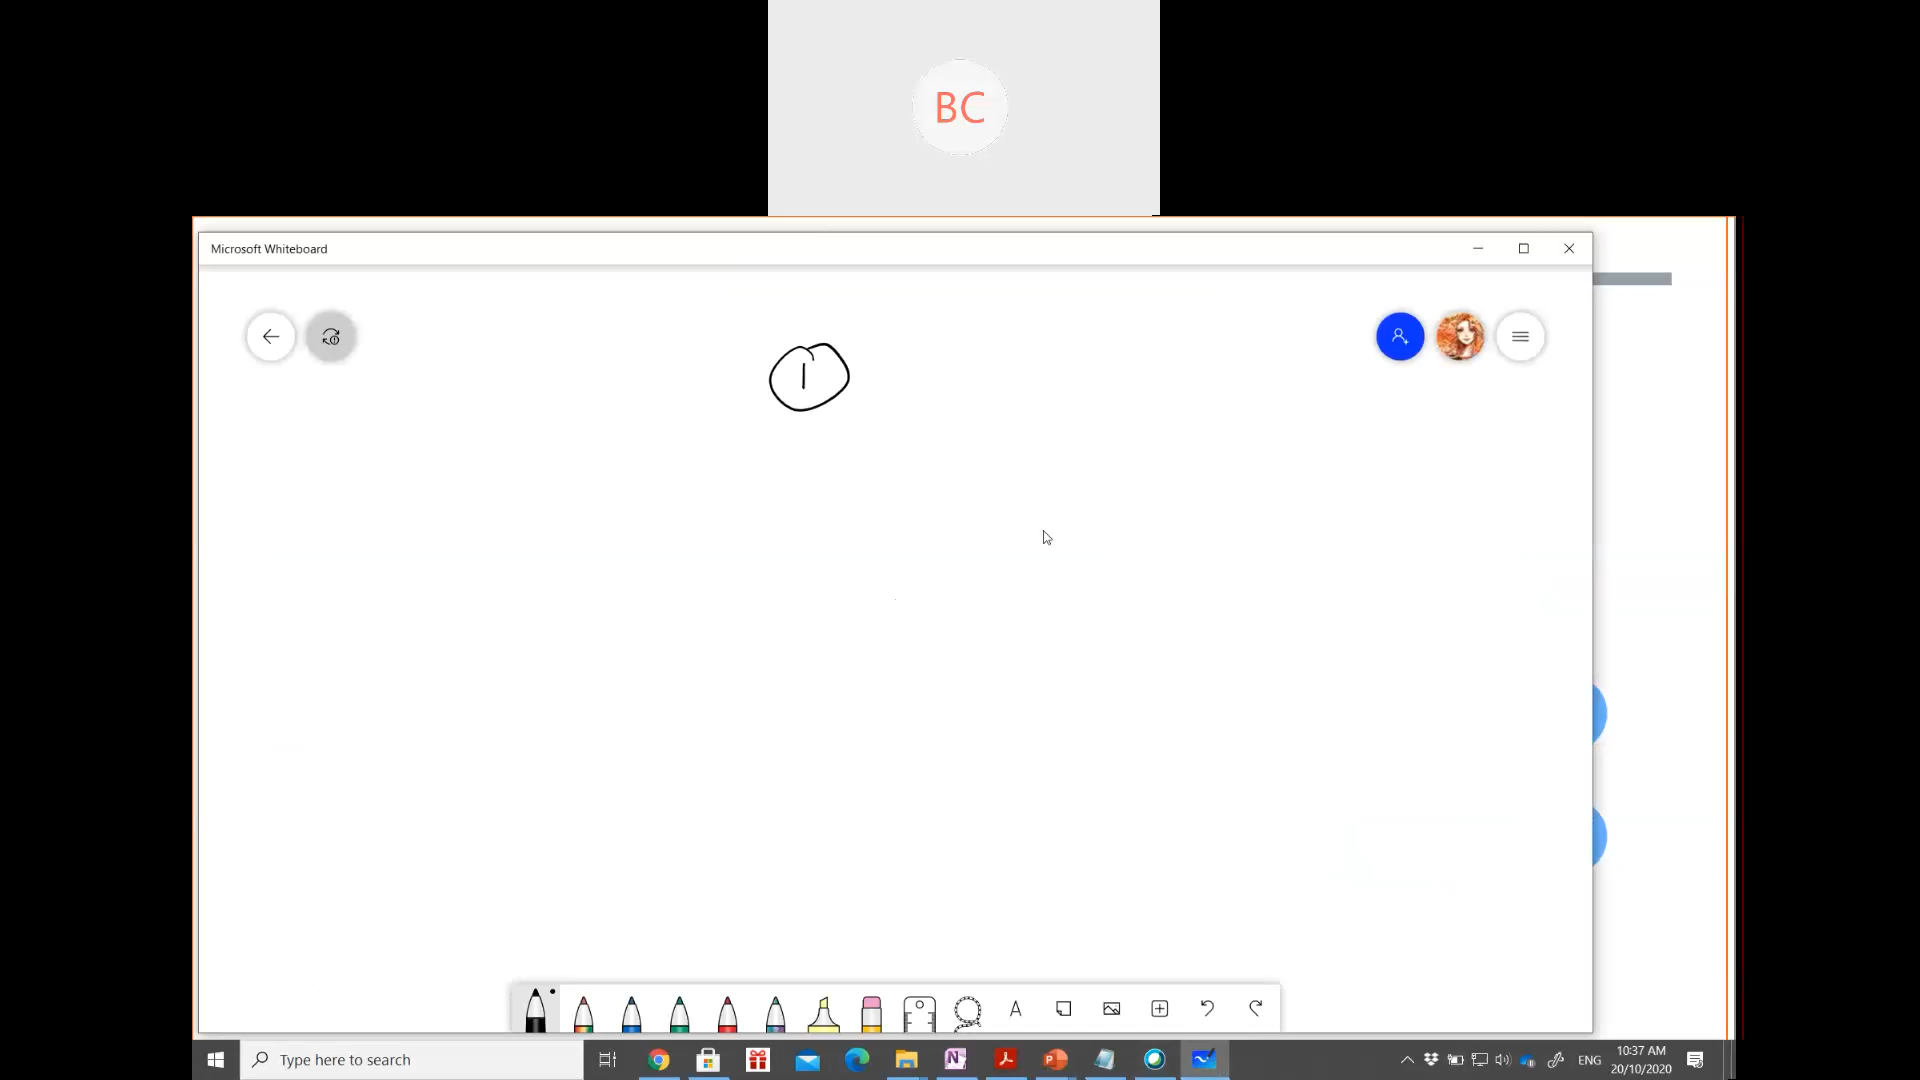 BC
Microsoft Whiteboard
1
A
Type here to search
ENG
10:37 AM
20/10/2020